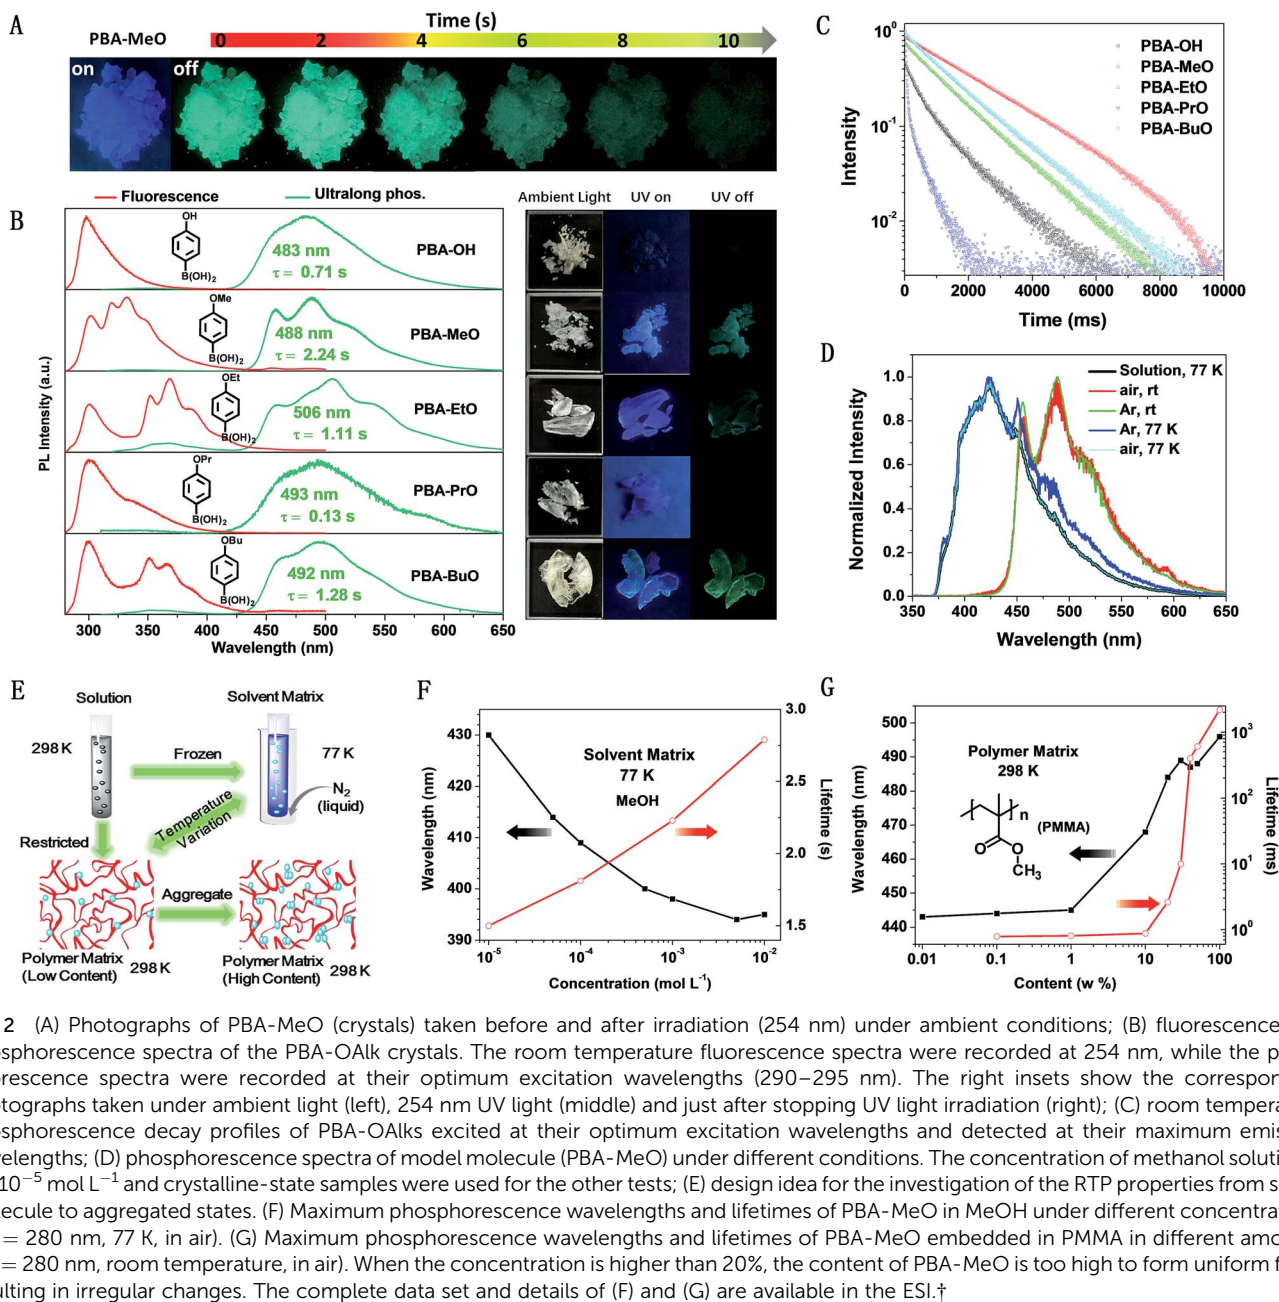 A
Time (s)
PBA-MeO
0 2 4 6 8 10
on
off
B
Fluorescence
Ultralong phos.
Ambient Light UV on UV off
OH
B(OH)2
483 nm
τ = 0.71 s
PBA-OH
OMe
B(OH)2
488 nm
τ = 2.24 s
PBA-MeO
OEt
B(OH)2
506 nm
τ = 1.11 s
PBA-EtO
OPr
B(OH)2
493 nm
τ = 0.13 s
PBA-PrO
OBu
B(OH)2
492 nm
τ = 1.28 s
PBA-BuO
PL Intensity (a.u.)
300 350 400 450 500 550 600 650
Wavelength (nm)
C
10^0
10^-1
10^-2
Intensity
PBA-OH
PBA-MeO
PBA-EtO
PBA-PrO
PBA-BuO
0 2000 4000 6000 8000 10000
Time (ms)
D
Normalized Intensity
1.0
0.8
0.6
0.4
0.2
0.0
Solution, 77 K
air, rt
Ar, rt
Ar, 77 K
air, 77 K
350 400 450 500 550 600 650
Wavelength (nm)
E
Solution
Solvent Matrix
298 K
Frozen
77 K
N2
(liquid)
Temperature
Variation
Restricted
Aggregate
Polymer Matrix
(Low Content)
298 K
Polymer Matrix
(High Content)
298 K
F
Wavelength (nm)
430
420
410
400
390
Solvent Matrix
77 K
MeOH
3.0
2.5
2.0
1.5
Lifetime (s)
10^-5 10^-4 10^-3 10^-2
Concentration (mol L^-1)
G
Wavelength (nm)
500
490
480
470
460
450
440
Polymer Matrix
298 K
n
(PMMA)
O
O
CH3
10^3
10^2
10^1
10^0
Lifetime (ms)
0.01 0.1 1 10 100
Content (w %)
2 (A) Photographs of PBA-MeO (crystals) taken before and after irradiation (254 nm) under ambient conditions; (B) fluorescence
osphorescence spectra of the PBA-OAlk crystals. The room temperature fluorescence spectra were recorded at 254 nm, while the p
orescence spectra were recorded at their optimum excitation wavelengths (290–295 nm). The right insets show the correspon
otographs taken under ambient light (left), 254 nm UV light (middle) and just after stopping UV light irradiation (right); (C) room tempera
osphorescence decay profiles of PBA-OAlks excited at their optimum excitation wavelengths and detected at their maximum emis
velengths; (D) phosphorescence spectra of model molecule (PBA-MeO) under different conditions. The concentration of methanol soluti
10−5 mol L−1 and crystalline-state samples were used for the other tests; (E) design idea for the investigation of the RTP properties from s
lecule to aggregated states. (F) Maximum phosphorescence wavelengths and lifetimes of PBA-MeO in MeOH under different concentrat
= 280 nm, 77 K, in air). (G) Maximum phosphorescence wavelengths and lifetimes of PBA-MeO embedded in PMMA in different amo
= 280 nm, room temperature, in air). When the concentration is higher than 20%, the content of PBA-MeO is too high to form uniform f
ulting in irregular changes. The complete data set and details of (F) and (G) are available in the ESI.†